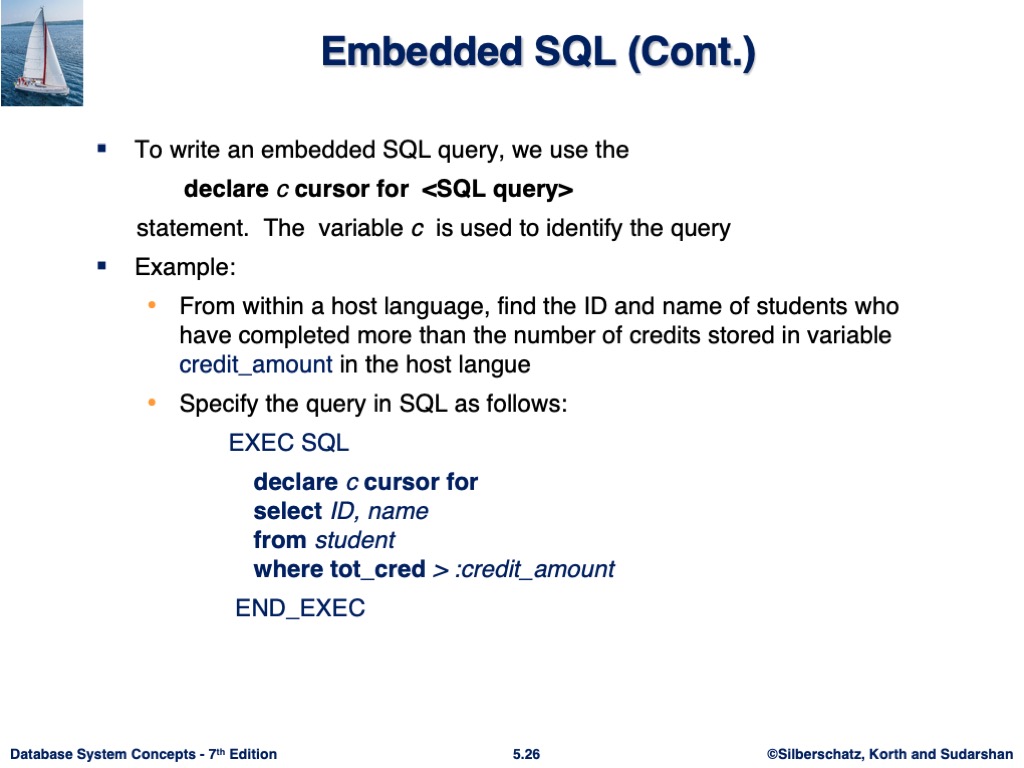 Embedded SQL (Cont.)
▪ To write an embedded SQL query, we use the
declare c cursor for <SQL query>
statement. The variable c is used to identify the query
▪ Example:
• From within a host language, find the ID and name of students who
have completed more than the number of credits stored in variable
credit_amount in the host langue
• Specify the query in SQL as follows:
EXEC SQL
declare c cursor for
select ID, name
from student
where tot_cred > :credit_amount
END_EXEC
Database System Concepts - 7th Edition
5.26
©Silberschatz, Korth and Sudarshan